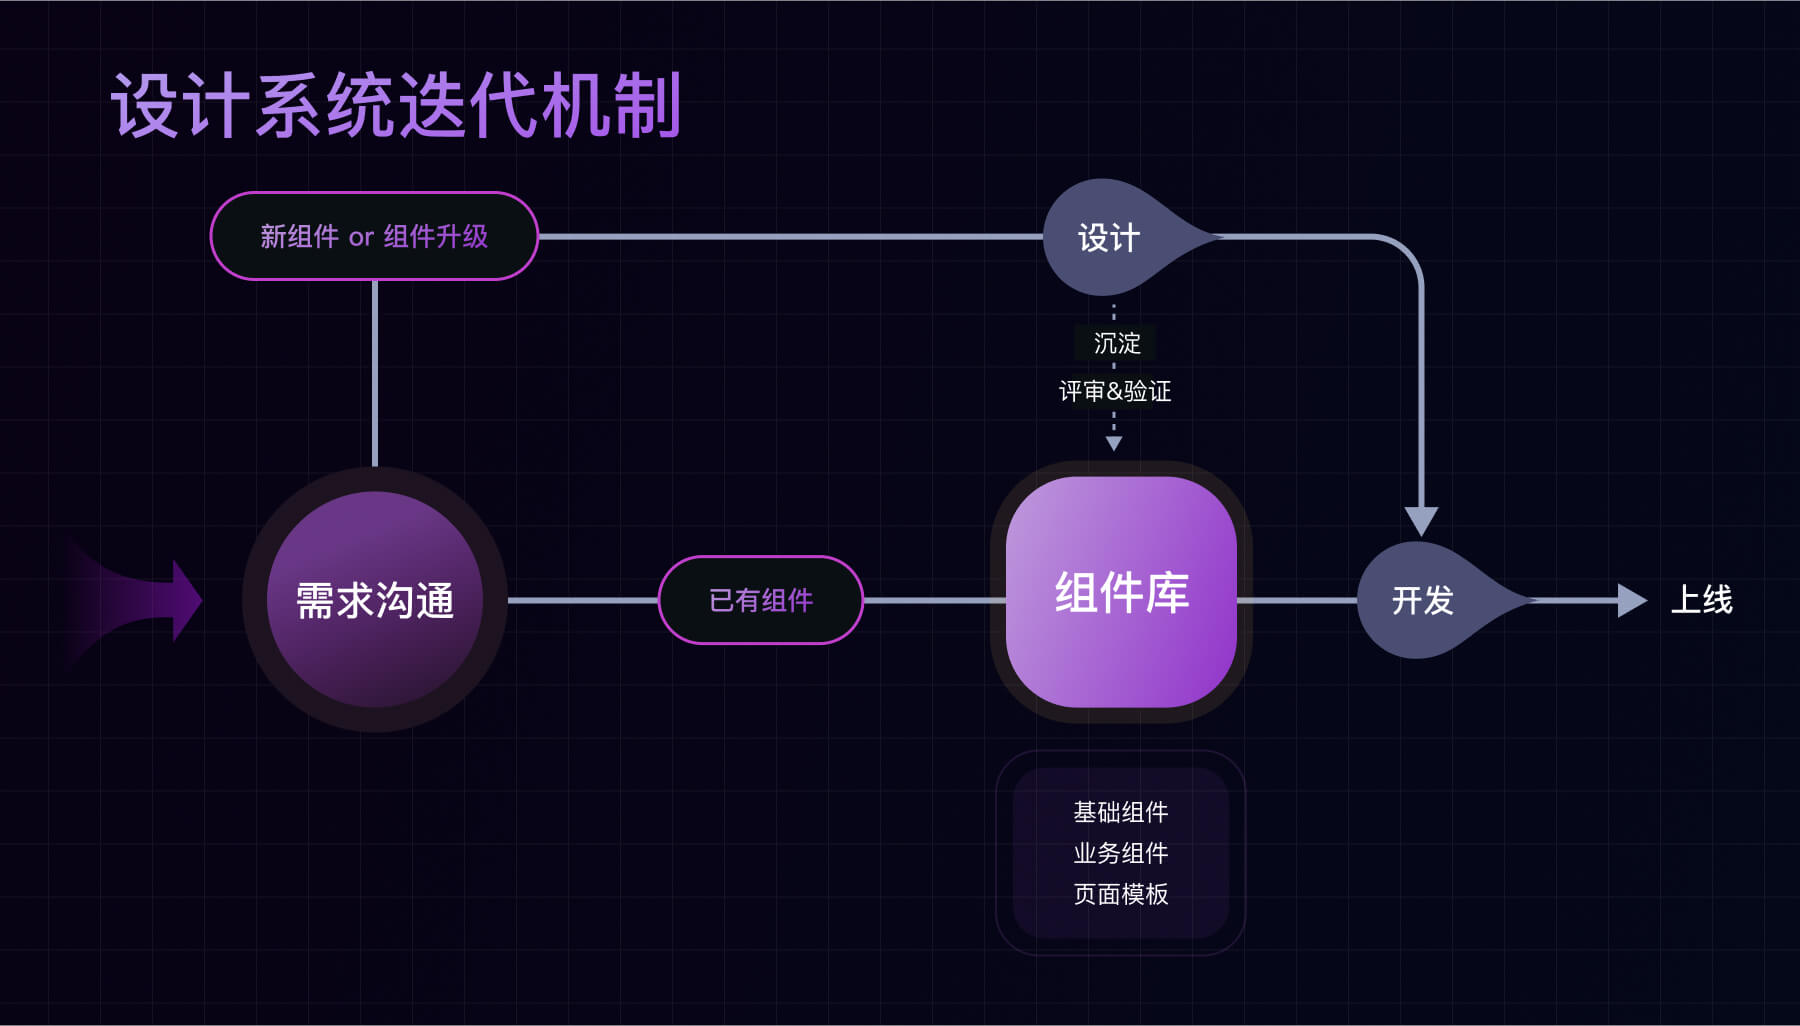 设计系统迭代机制
新组件 or 组件升级
设计
沉淀
评审&验证
需求沟通
已有组件
组件库
开发
上线
基础组件
业务组件
页面模板